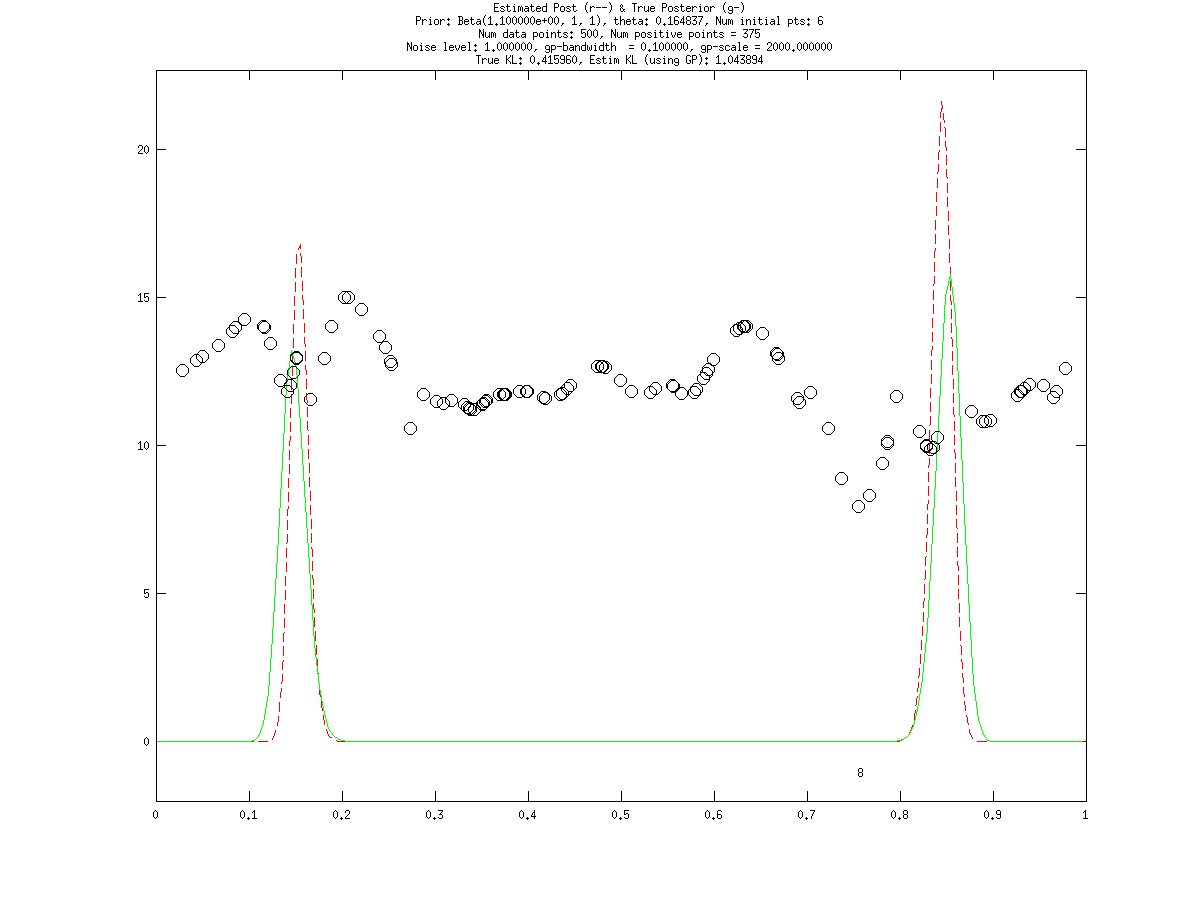 Estimated Post (r--) & True Posterior (g-)
Prior: Beta(1.100000e+00, 1, 1), theta: 0.164837, Num initial pts: 6
Num data points: 500, Num positive points = 375
Noise level: 1.000000, gp-bandwidth  = 0.100000, gp-scale = 2000.000000
True KL: 0.415960, Estim KL (using GP): 1.043894
20
15
10
5
0
8
0 0.1 0.2 0.3 0.4 0.5 0.6 0.7 0.8 0.9 1